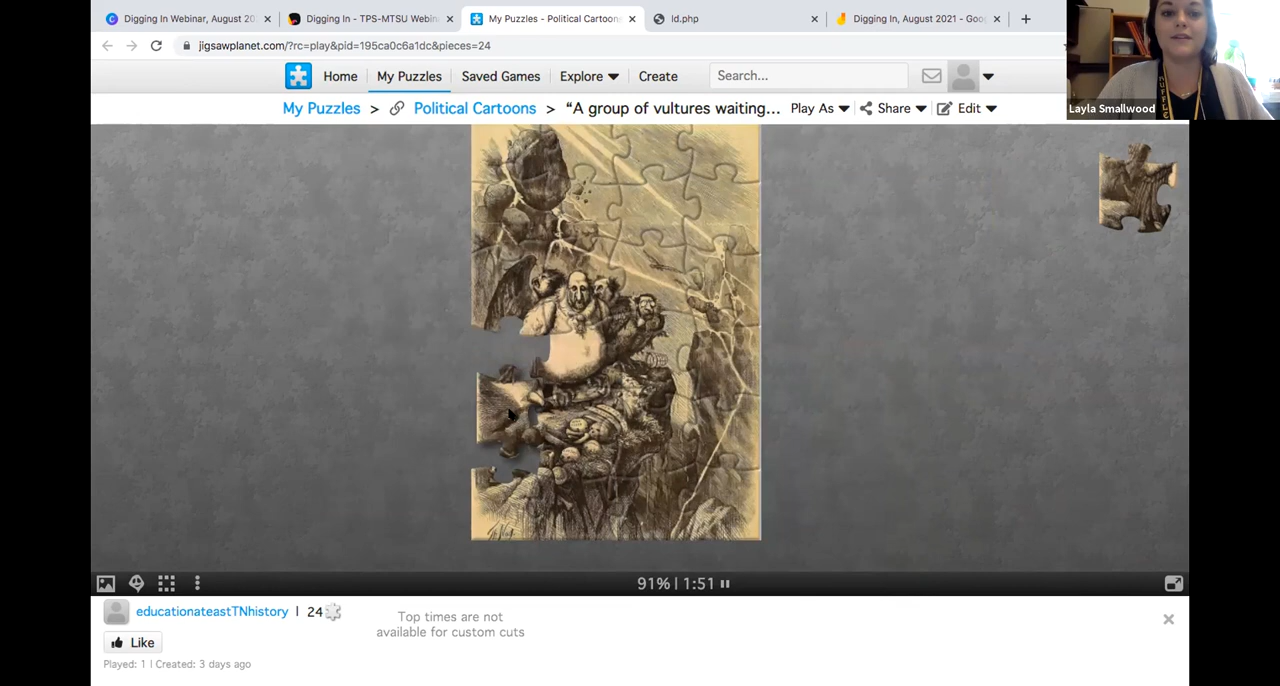 Digging In Webinar, August 20
Digging In - TPS-MTSU Webin
My Puzzles - Political Cartoon
ld.php
Digging In, August 2021 - Goo
jigsawplanet.com/?rc=play&pid=195ca0c6a1dc&pieces=24
Home My Puzzles Saved Games Explore Create Search...
My Puzzles > Political Cartoons > “A group of vultures waiting... Play As Share Edit
Layla Smallwood
91% | 1:51
educationateastTNhistory | 24
Top times are not
available for custom cuts
Like
Played: 1 | Created: 3 days ago